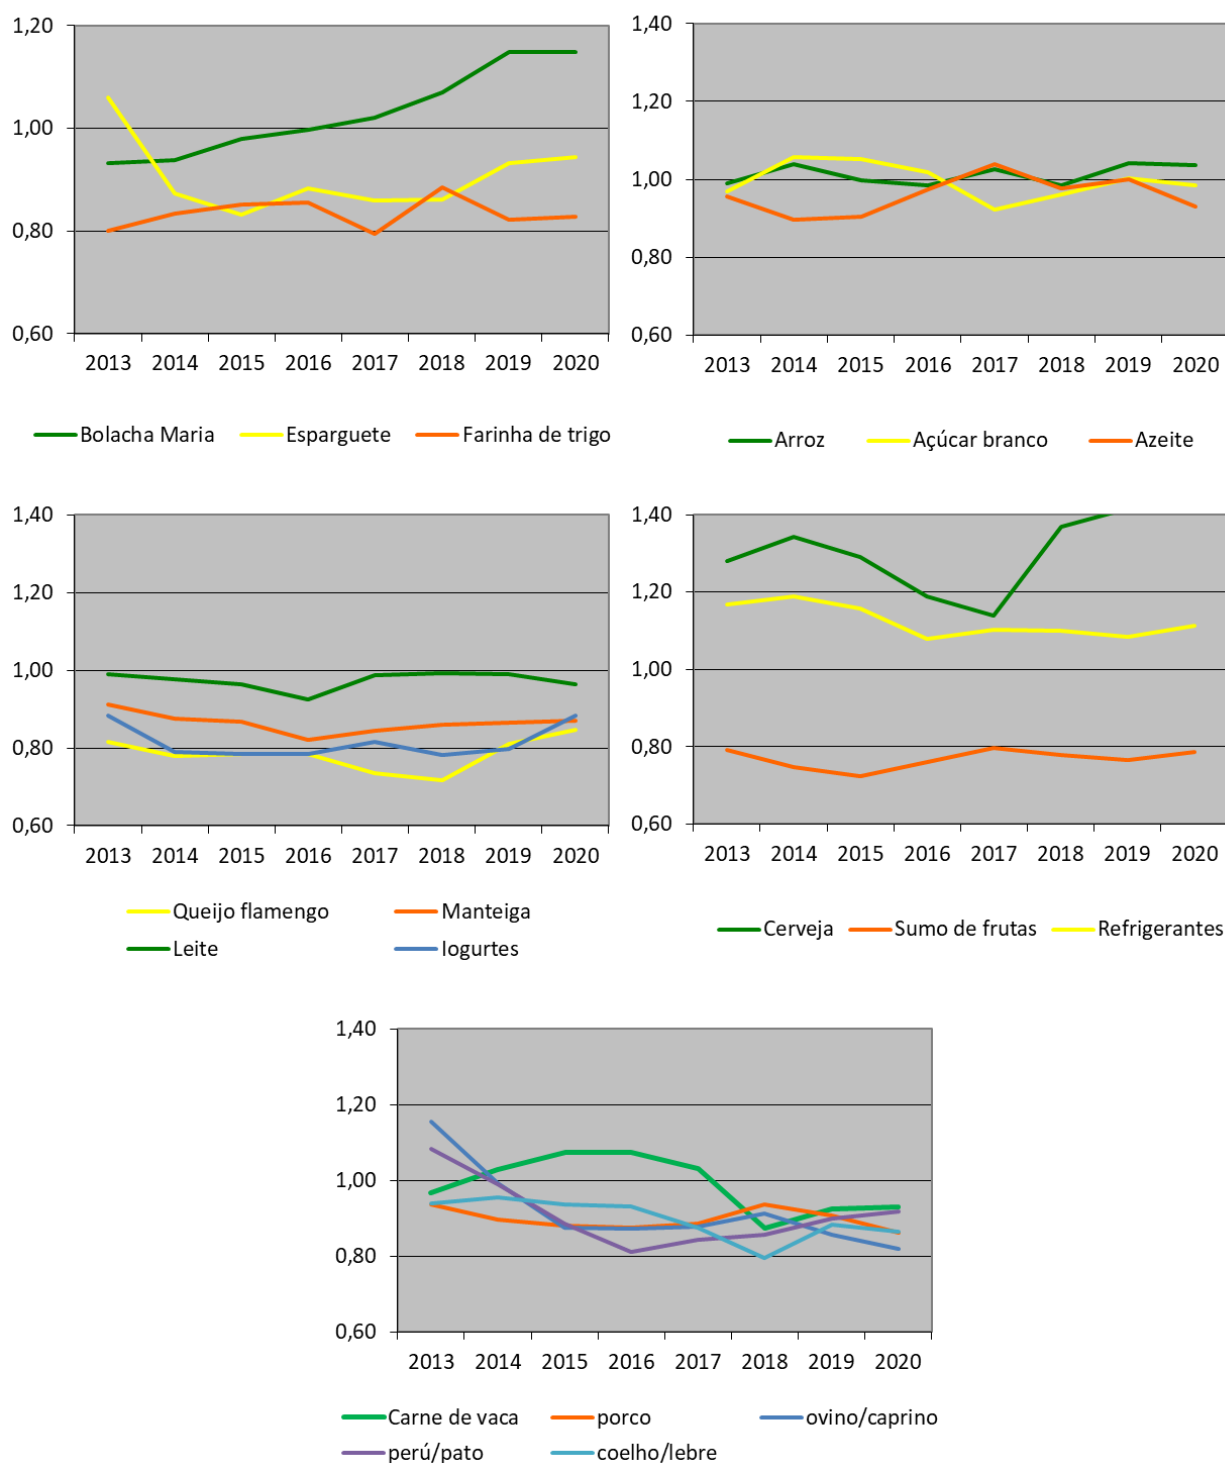 1,20
1,00
0,80
0,60
2013 2014 2015 2016 2017 2018 2019 2020
Bolacha Maria Esparguete Farinha de trigo
1,40
1,20
1,00
0,80
0,60
2013 2014 2015 2016 2017 2018 2019 2020
Arroz Açúcar branco Azeite
1,40
1,20
1,00
0,80
0,60
2013 2014 2015 2016 2017 2018 2019 2020
Queijo flamengo Manteiga
Leite Iogurtes
1,40
1,20
1,00
0,80
0,60
2013 2014 2015 2016 2017 2018 2019 2020
Cerveja Sumo de frutas Refrigerantes
1,40
1,20
1,00
0,80
0,60
2013 2014 2015 2016 2017 2018 2019 2020
Carne de vaca porco ovino/caprino
perú/pato coelho/lebre